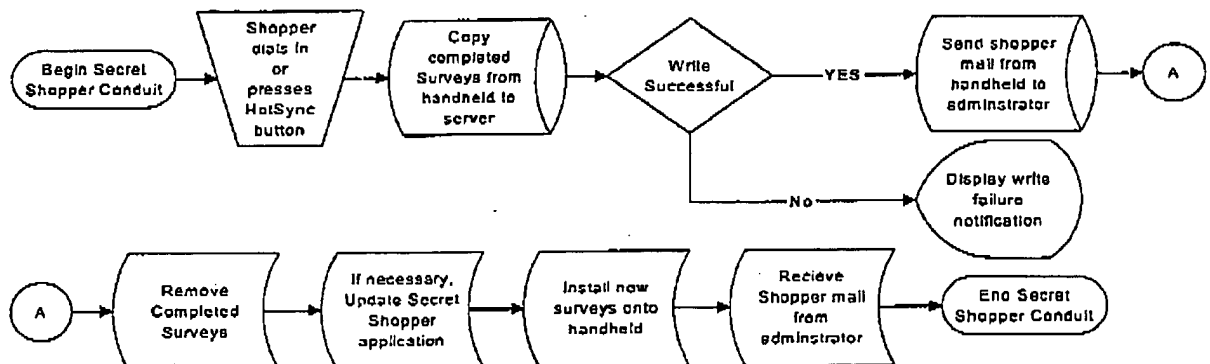 Begin Secret
Shopper Conduit
Shopper
dials in
or
presses
HotSync
button
Copy
completed
Surveys from
handheld to
server
Write
Successful
YES
Send shopper
mail from
handheld to
adminstrator
A
No
Display write
failure
notification
A
Remove
Completed
Surveys
If necessary,
Update Secret
Shopper
application
Install new
surveys onto
handheld
Recieve
Shopper mail
from
adminstrator
End Secret
Shopper Conduit